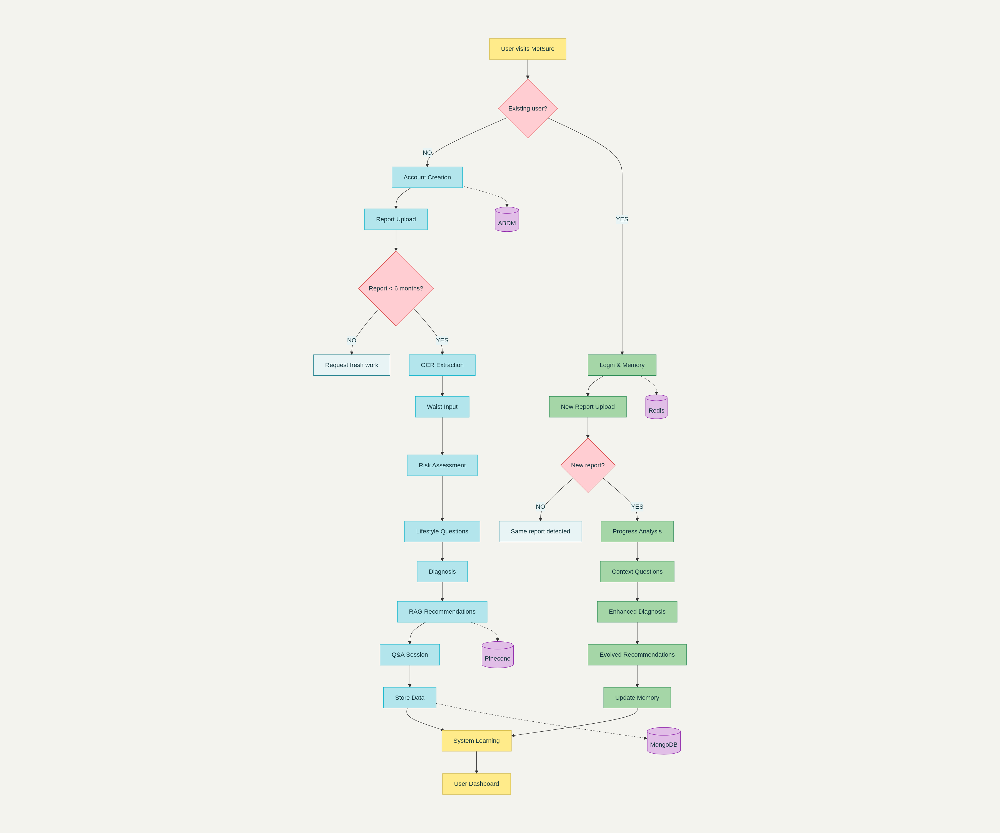 User visits MetSure
Existing user?
NO
Account Creation
Report Upload
ABDM
YES
Report < 6 months?
NO
YES
Request fresh work
OCR Extraction
Login & Memory
Waist Input
New Report Upload
Redis
Risk Assessment
New report?
NO
YES
Lifestyle Questions
Same report detected
Progress Analysis
Diagnosis
Context Questions
RAG Recommendations
Enhanced Diagnosis
Q&A Session
Pinecone
Evolved Recommendations
Store Data
Update Memory
System Learning
MongoDB
User Dashboard